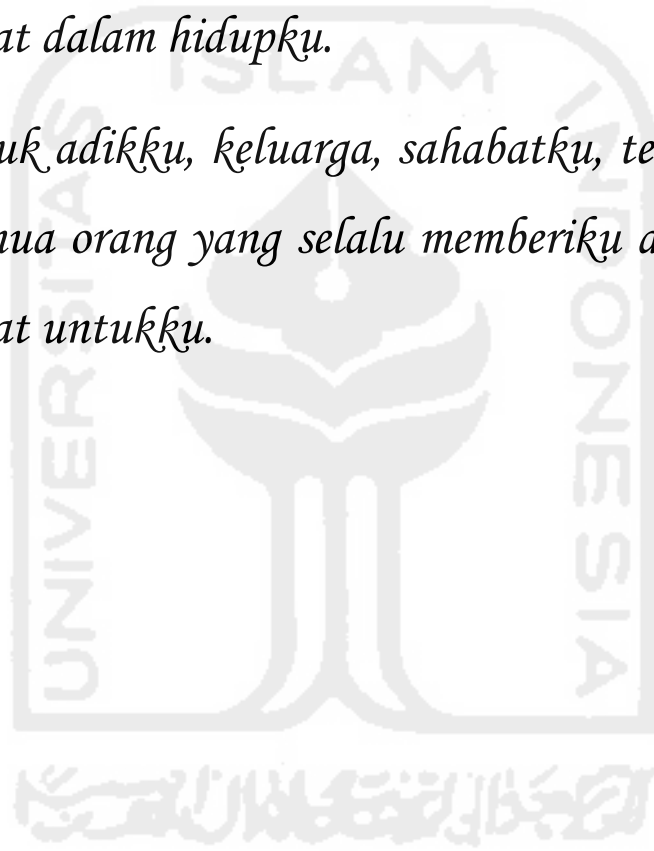 at dalam hidupku.
uk adikku, keluarga, sahabatku, te
nua orang yang selalu memberiku d
at untukku.
UNIVERSITAS
ISLAM
INDONESIA